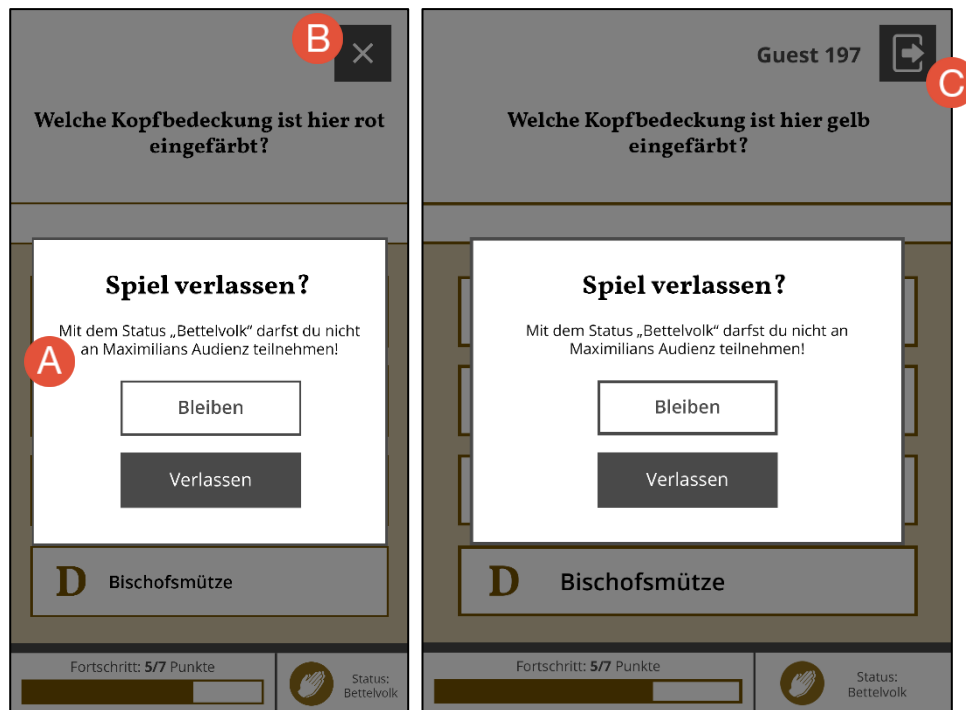 B
Welche Kopfbedeckung ist hier rot
eingefärbt?
Spiel verlassen?
Mit dem Status „Bettelvolk“ darfst du nicht
an Maximilians Audienz teilnehmen!
A
Bleiben
Verlassen
D Bischofsmütze
Fortschritt: 5/7 Punkte
Status:
Bettelvolk
Guest 197
C
Welche Kopfbedeckung ist hier gelb
eingefärbt?
Spiel verlassen?
Mit dem Status „Bettelvolk“ darfst du nicht an
Maximilians Audienz teilnehmen!
Bleiben
Verlassen
D Bischofsmütze
Fortschritt: 5/7 Punkte
Status:
Bettelvolk